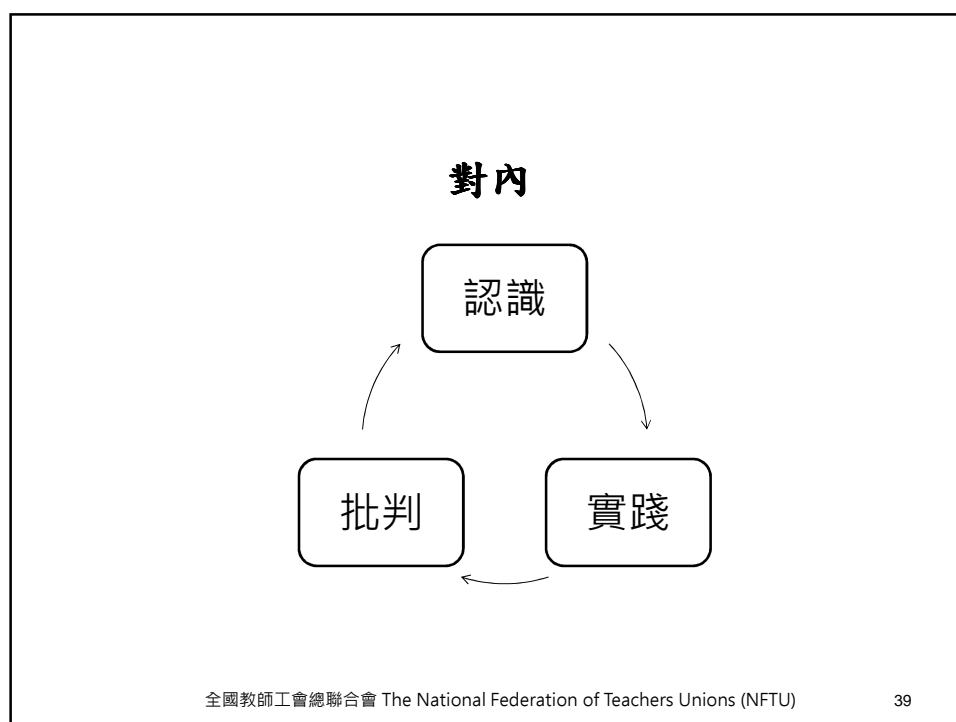 對內
認識
批判
實踐
全國教師工會總聯合會 The National Federation of Teachers Unions (NFTU)
39